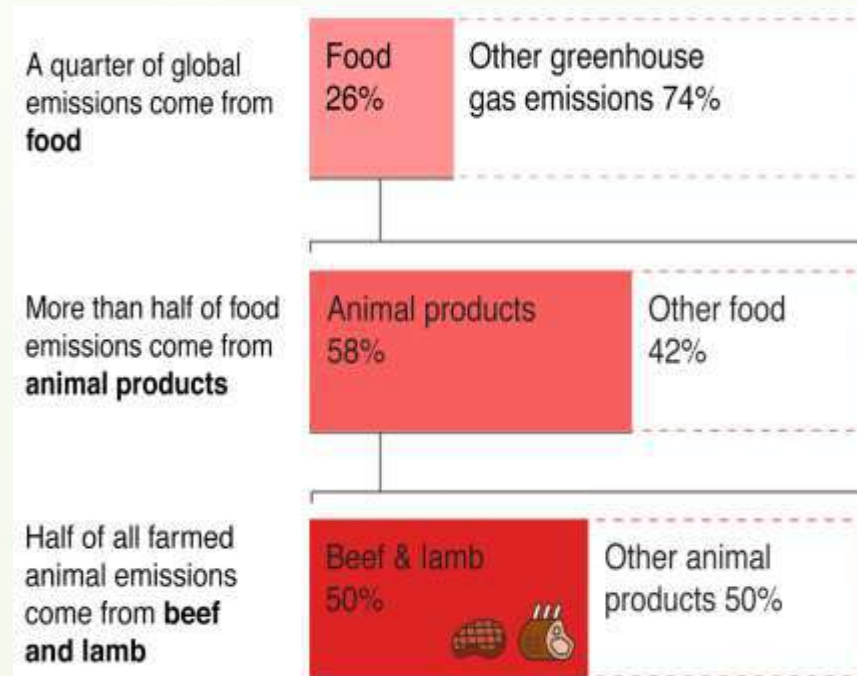 A quarter of global
emissions come from
food
Food
26%
Other greenhouse
gas emissions 74%
More than half of food
emissions come from
animal products
Animal products
58%
Other food
42%
Half of all farmed
animal emissions
come from beef
and lamb
Beef & lamb
50%
Other animal
products 50%